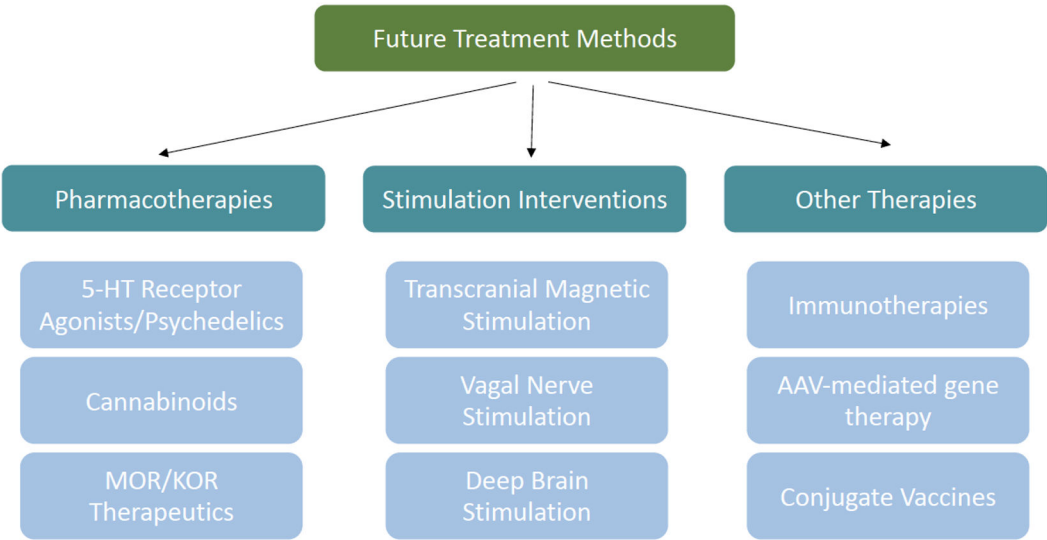 Future Treatment Methods
Pharmacotherapies
Stimulation Interventions
Other Therapies
5-HT Receptor
Agonists/Psychedelics
Cannabinoids
MOR/KOR
Therapeutics
Transcranial Magnetic
Stimulation
Vagal Nerve
Stimulation
Deep Brain
Stimulation
Immunotherapies
AAV-mediated gene
therapy
Conjugate Vaccines